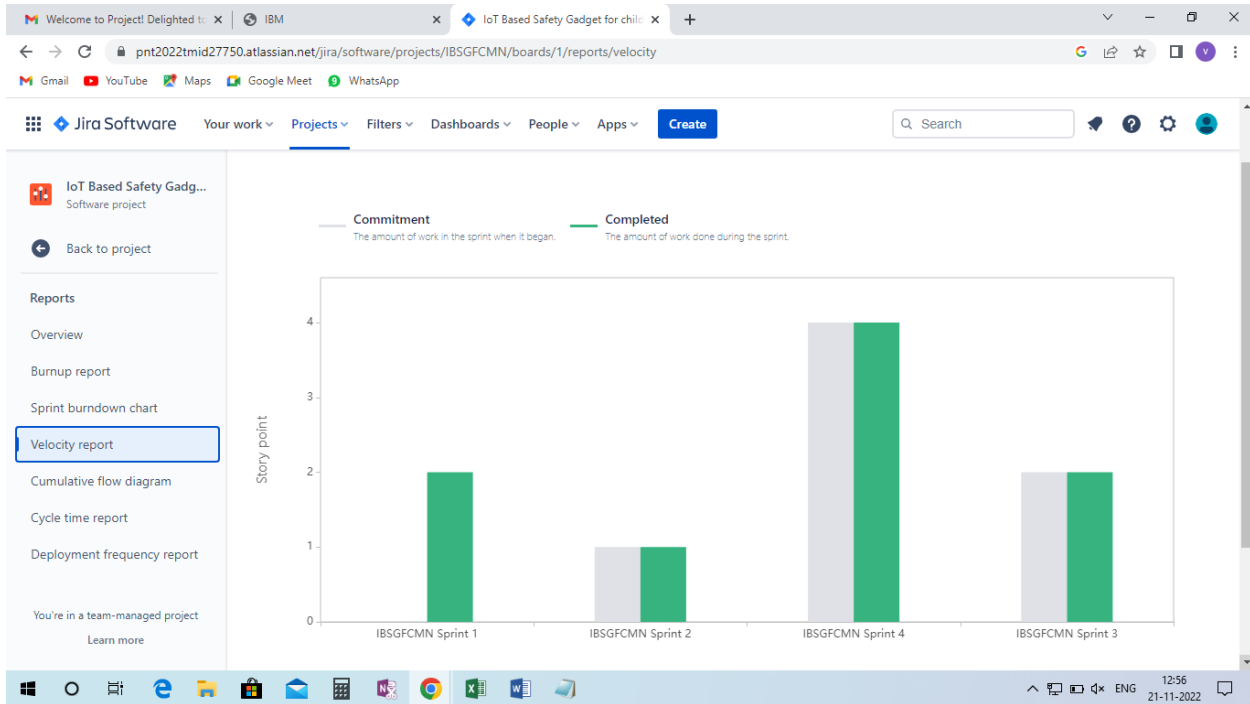 Welcome to Project! Delighted to
IBM
IoT Based Safety Gadget for chilc
pnt2022tmid27750.atlassian.net/jira/software/projects/IBSGFCMN/boards/1/reports/velocity
V
Gmail
YouTube
Maps
Google Meet
WhatsApp
Jira Software
Your work
Projects
Filters
Dashboards
People
Apps
Create
Search
IoT Based Safety Gadg...
Software project
Back to project
Reports
Overview
Burnup report
Sprint burndown chart
Velocity report
Cumulative flow diagram
Cycle time report
Deployment frequency report
You're in a team-managed project
Learn more
Commitment
The amount of work in the sprint when it began.
Completed
The amount of work done during the sprint.
Story point
4
3
2
1
0
IBSGFCMN Sprint 1
IBSGFCMN Sprint 2
IBSGFCMN Sprint 4
IBSGFCMN Sprint 3
ENG
12:56
21-11-2022